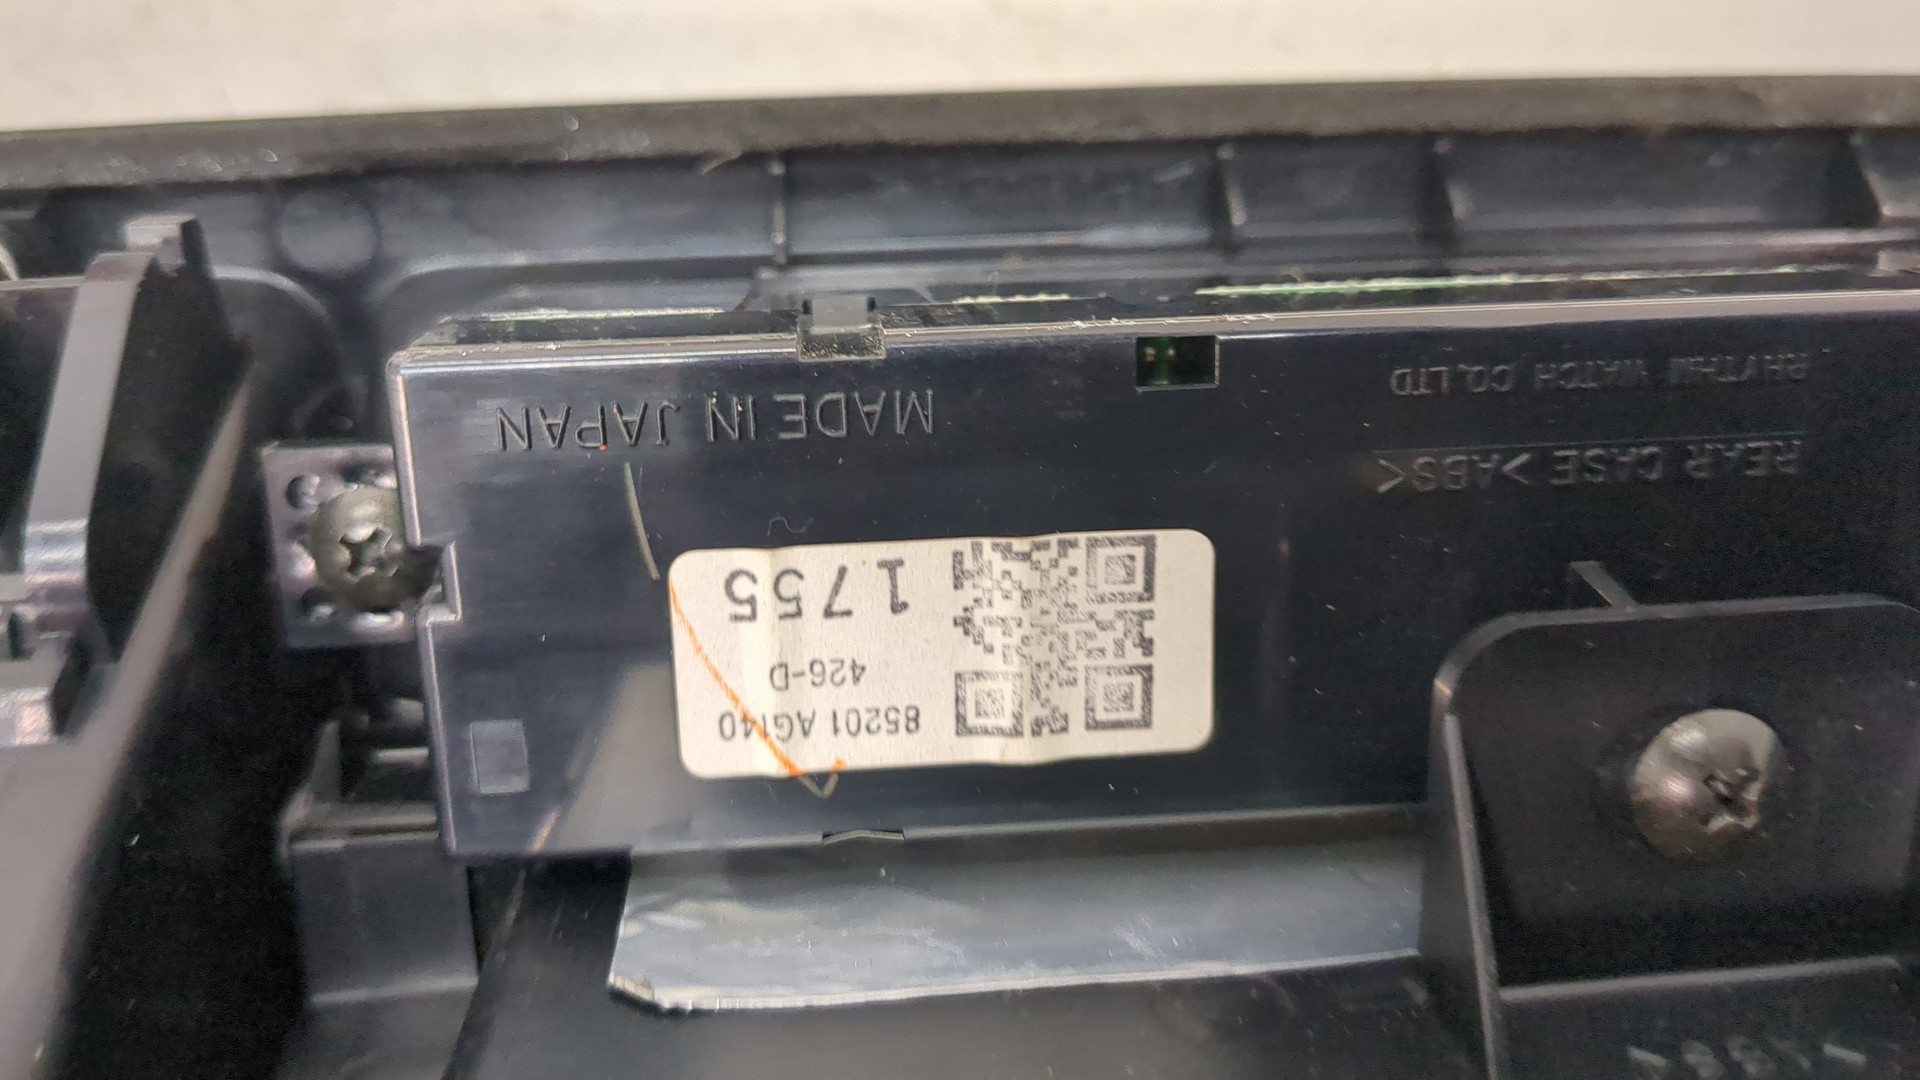 85201 AG140
426-D
1755
REAR CASE >ABS<
RHYTHM WATCH CO.,LTD
MADE IN JAPAN